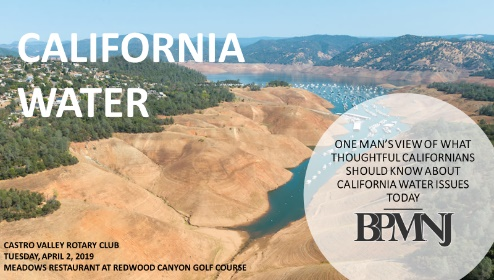 CALIFORNIA
WATER
ONE MAN'S VIEW OF WHAT
THOUGHTFUL CALIFORNIANS
SHOULD KNOW ABOUT
CALIFORNIA WATER ISSUES
TODAY
BPMNJ
CASTRO VALLEY ROTARY CLUB
TUESDAY, APRIL 2, 2019
MEADOWS RESTAURANT AT REDWOOD CANYON GOLF COURSE